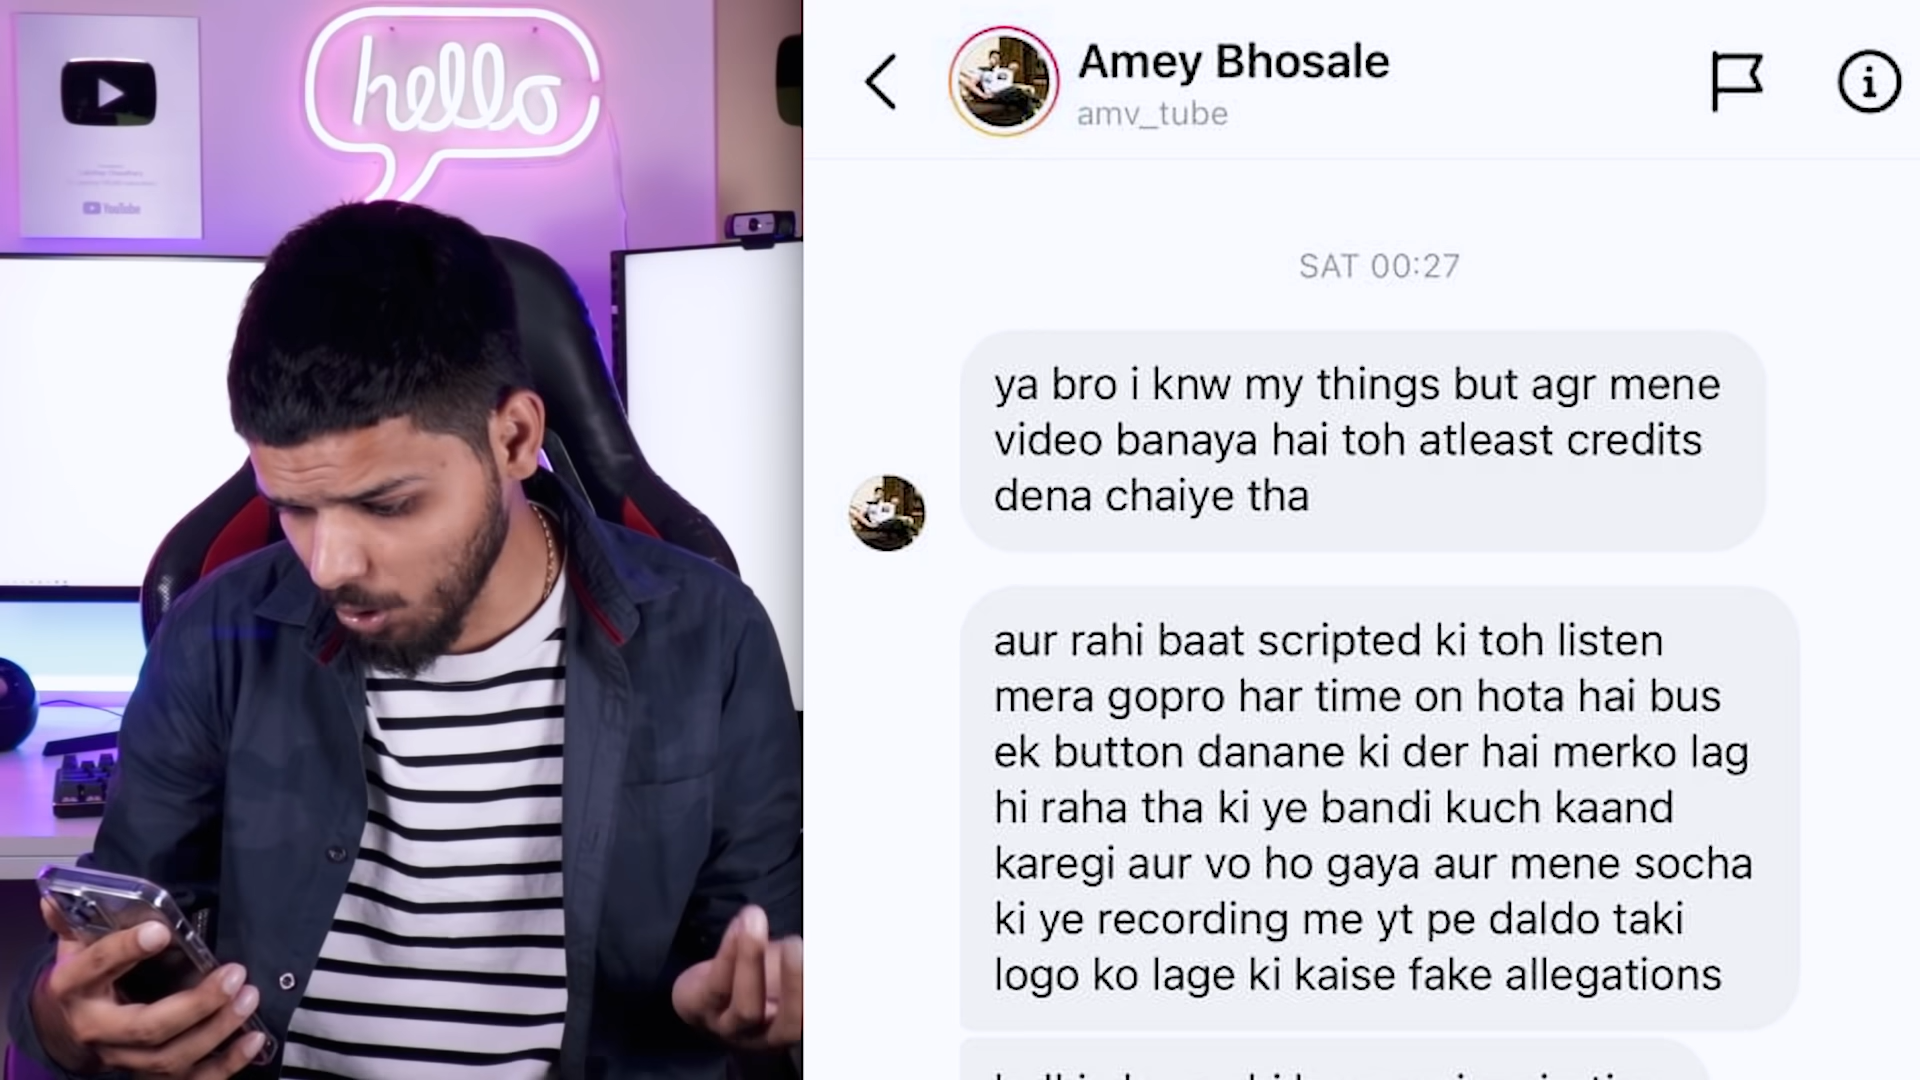 hello
YouTube
Amey Bhosale
amv_tube
SAT 00:27
ya bro i knw my things but agr mene
video banaya hai toh atleast credits
dena chaiye tha
aur rahi baat scripted ki toh listen
mera gopro har time on hota hai bus
ek button danane ki der hai merko lag
hi raha tha ki ye bandi kuch kaand
karegi aur vo ho gaya aur mene socha
ki ye recording me yt pe daldo taki
logo ko lage ki kaise fake allegations